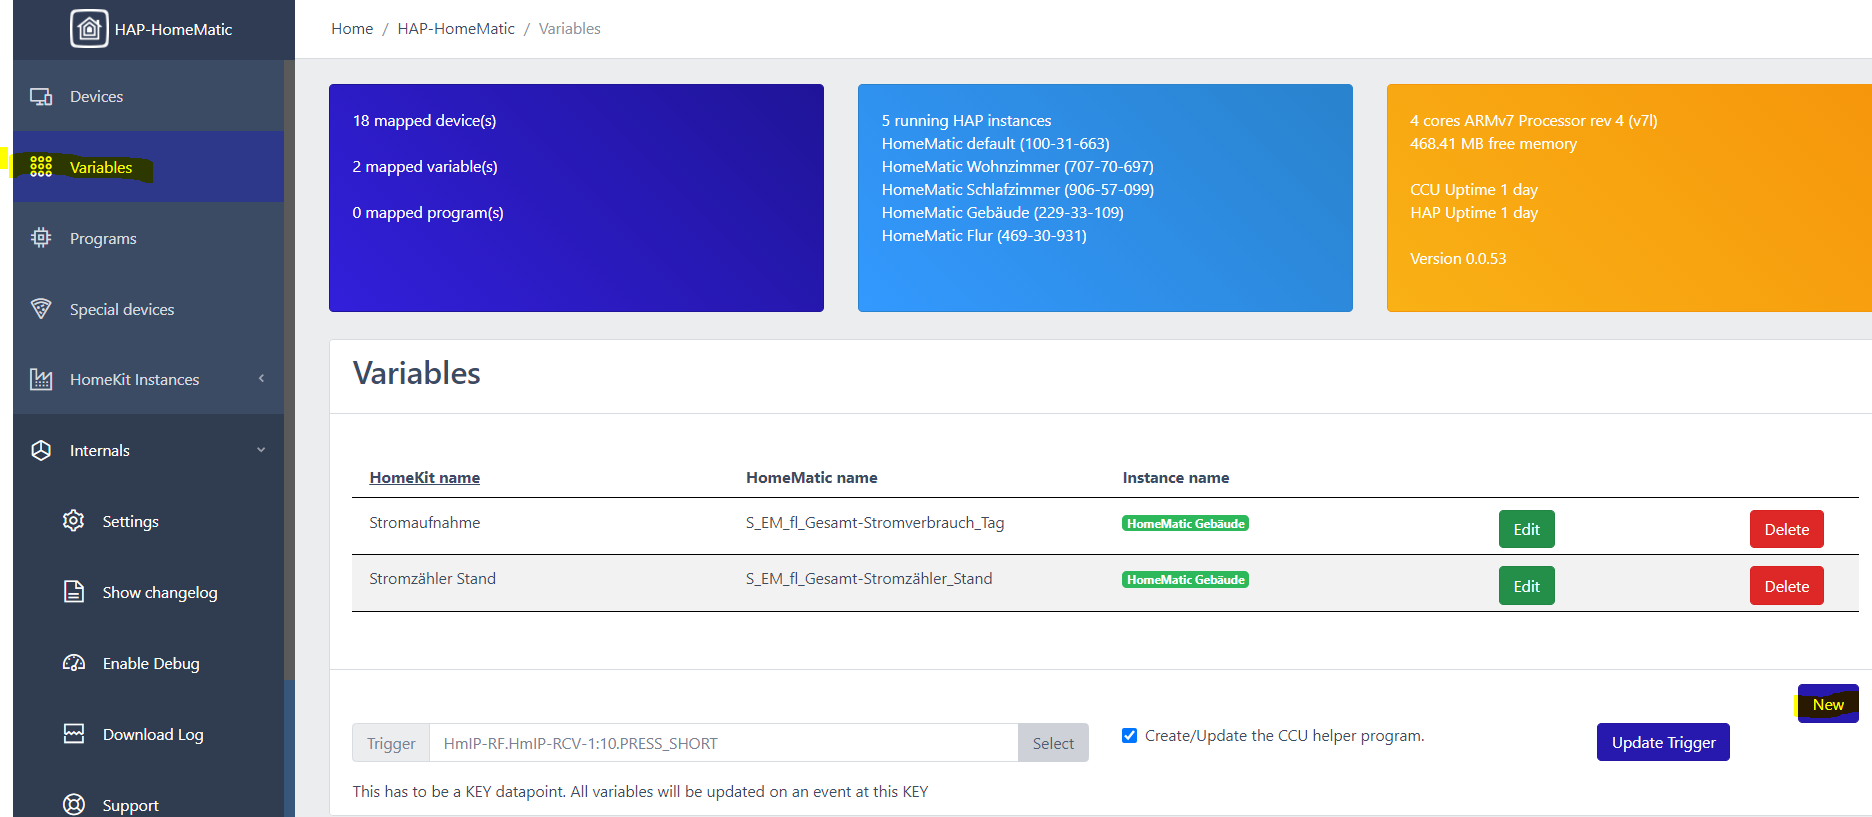 HAP-HomeMatic
Home / HAP-HomeMatic / Variables
Devices
Variables
Programs
Special devices
HomeKit Instances
Internals
Settings
Show changelog
Enable Debug
Download Log
Support
18 mapped device(s)
2 mapped variable(s)
0 mapped program(s)
5 running HAP instances
HomeMatic default (100-31-663)
HomeMatic Wohnzimmer (707-70-697)
HomeMatic Schlafzimmer (906-57-099)
HomeMatic Gebäude (229-33-109)
HomeMatic Flur (469-30-931)
4 cores ARMv7 Processor rev 4 (v7l)
468.41 MB free memory
CCU Uptime 1 day
HAP Uptime 1 day
Version 0.0.53
Variables
HomeKit name HomeMatic name Instance name
Stromaufnahme S_EM_fl_Gesamt-Stromverbrauch_Tag HomeMatic Gebäude Edit Delete
Stromzähler Stand S_EM_fl_Gesamt-Stromzähler_Stand HomeMatic Gebäude Edit Delete
New
Trigger HmIP-RF.HmIP-RCV-1:10.PRESS_SHORT Select Create/Update the CCU helper program. Update Trigger
This has to be a KEY datapoint. All variables will be updated on an event at this KEY